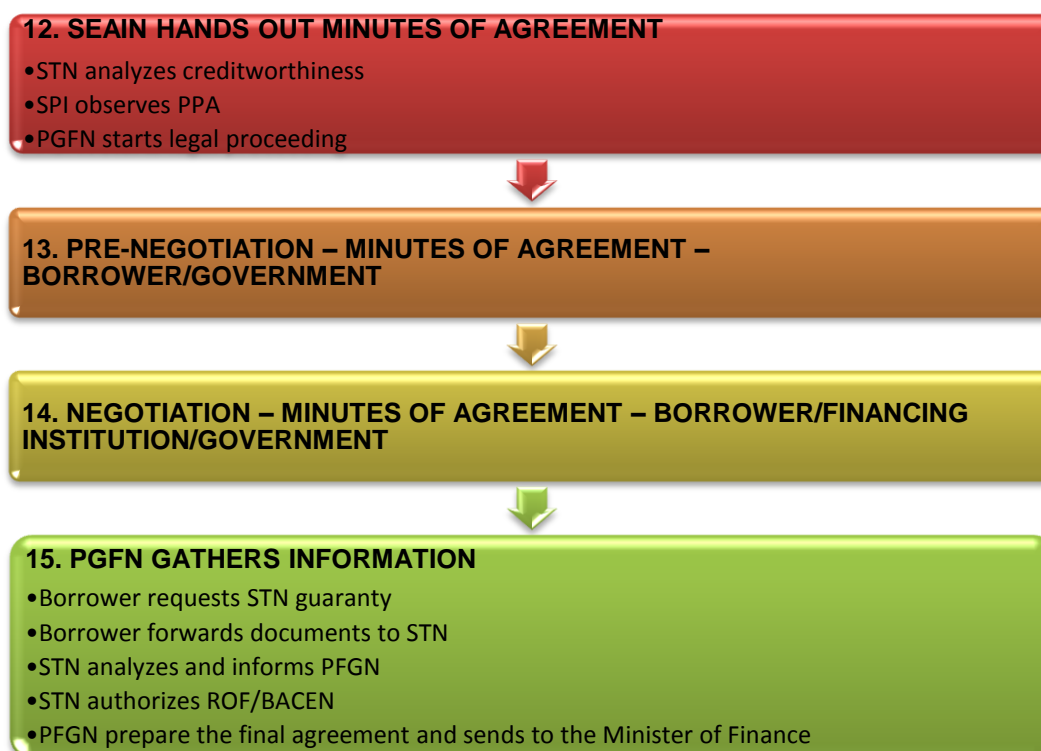 12. SEAIN HANDS OUT MINUTES OF AGREEMENT
•STN analyzes creditworthiness
•SPI observes PPA
•PGFN starts legal proceeding
13. PRE-NEGOTIATION – MINUTES OF AGREEMENT –
BORROWER/GOVERNMENT
14. NEGOTIATION – MINUTES OF AGREEMENT – BORROWER/FINANCING
INSTITUTION/GOVERNMENT
15. PGFN GATHERS INFORMATION
•Borrower requests STN guaranty
•Borrower forwards documents to STN
•STN analyzes and informs PFGN
•STN authorizes ROF/BACEN
•PFGN prepare the final agreement and sends to the Minister of Finance